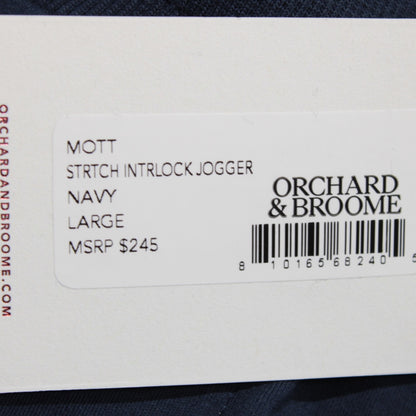 ORCHARDANDBROOME.COM
MOTT
STRTCH INTRLOCK JOGGER
NAVY
LARGE
MSRP $245
ORCHARD
& BROOME
8 10165 68240 5